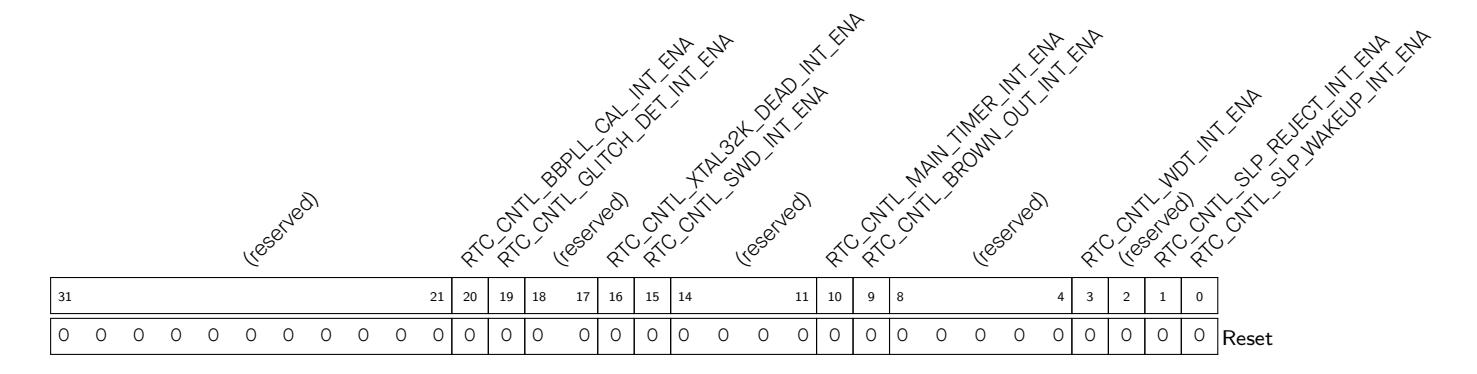 (reserved)
RTC_CNTL_BBPLL_CAL_INT_ENA
RTC_CNTL_GLITCH_DET_INT_ENA
(reserved)
RTC_CNTL_XTAL32K_DEAD_INT_ENA
RTC_CNTL_SWD_INT_ENA
(reserved)
RTC_CNTL_MAIN_TIMER_INT_ENA
RTC_CNTL_BROWN_OUT_INT_ENA
(reserved)
RTC_CNTL_WDT_INT_ENA
(reserved)
RTC_CNTL_SLP_REJECT_INT_ENA
RTC_CNTL_SLP_WAKEUP_INT_ENA
31 21 20 19 18 17 16 15 14 11 10 9 8 4 3 2 1 0
0 0 0 0 0 0 0 0 0 0 0 0 0 0 0 0 0 0 0 0 0 0 0 0 0 0 0 0 0 0 0 0 Reset